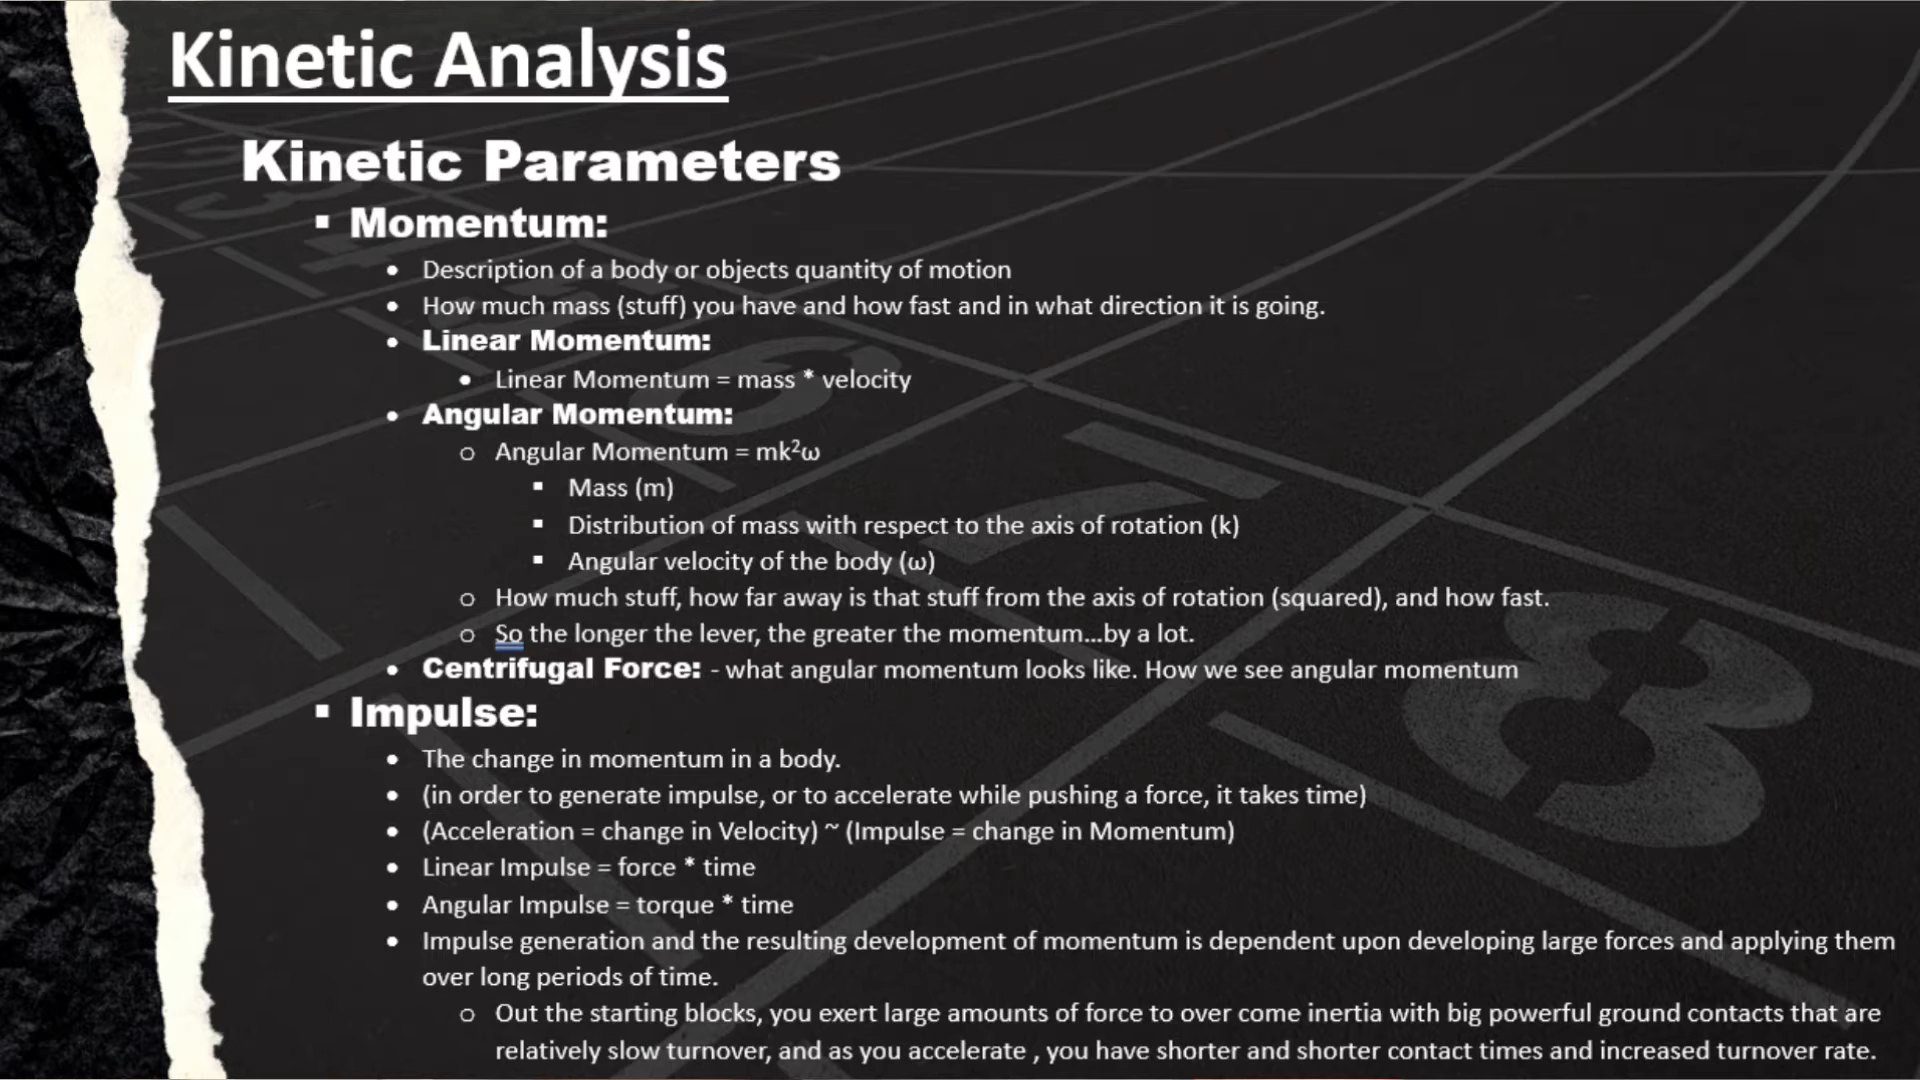 Kinetic Analysis
Kinetic Parameters
▪ Momentum:
• Description of a body or objects quantity of motion
• How much mass (stuff) you have and how fast and in what direction it is going.
• Linear Momentum:
• Linear Momentum = mass * velocity
• Angular Momentum:
o Angular Momentum = mk²ω
▪ Mass (m)
▪ Distribution of mass with respect to the axis of rotation (k)
▪ Angular velocity of the body (ω)
o How much stuff, how far away is that stuff from the axis of rotation (squared), and how fast.
o So the longer the lever, the greater the momentum...by a lot.
• Centrifugal Force: - what angular momentum looks like. How we see angular momentum
▪ Impulse:
• The change in momentum in a body.
• (in order to generate impulse, or to accelerate while pushing a force, it takes time)
• (Acceleration = change in Velocity) ~ (Impulse = change in Momentum)
• Linear Impulse = force * time
• Angular Impulse = torque * time
• Impulse generation and the resulting development of momentum is dependent upon developing large forces and applying them
over long periods of time.
o Out the starting blocks, you exert large amounts of force to over come inertia with big powerful ground contacts that are
relatively slow turnover, and as you accelerate , you have shorter and shorter contact times and increased turnover rate.